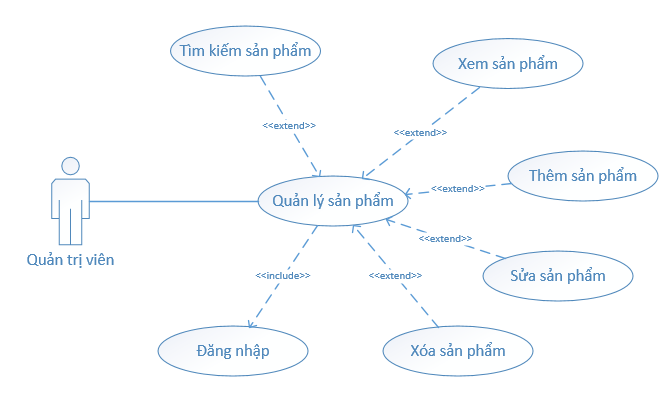 Tìm kiếm sản phẩm
Xem sản phẩm
<<extend>>
<<extend>>
Thêm sản phẩm
<<extend>>
Quản lý sản phẩm
Quản trị viên
<<extend>>
Sửa sản phẩm
<<include>>
<<extend>>
Đăng nhập
Xóa sản phẩm